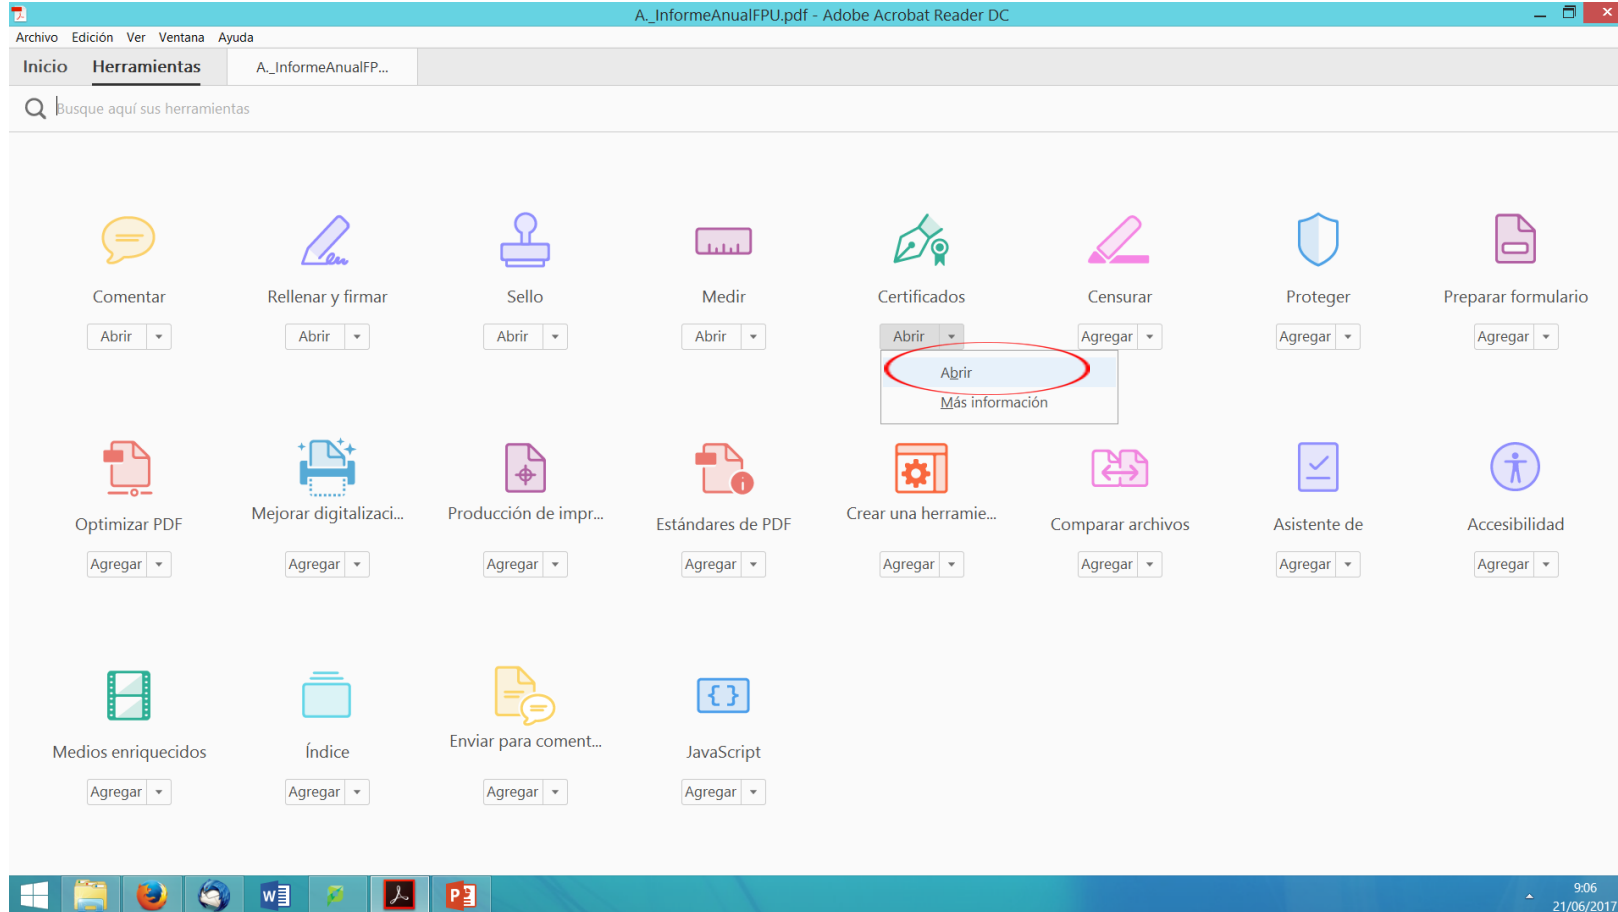 A._InformeAnualFPU.pdf - Adobe Acrobat Reader DC
Archivo Edición Ver Ventana Ayuda
Inicio Herramientas A._InformeAnualFP...
Busque aquí sus herramientas
Comentar Rellenar y firmar Sello Medir Certificados Censurar Proteger Preparar formulario
Abrir Abrir Abrir Abrir Abrir Agregar Agregar Agregar
Abrir
Más información
Optimizar PDF Mejorar digitalizaci... Producción de impr... Estándares de PDF Crear una herramie... Comparar archivos Asistente de Accesibilidad
Agregar Agregar Agregar Agregar Agregar Agregar Agregar Agregar
Medios enriquecidos Índice Enviar para coment... JavaScript
Agregar Agregar Agregar Agregar
9:06
21/06/2017